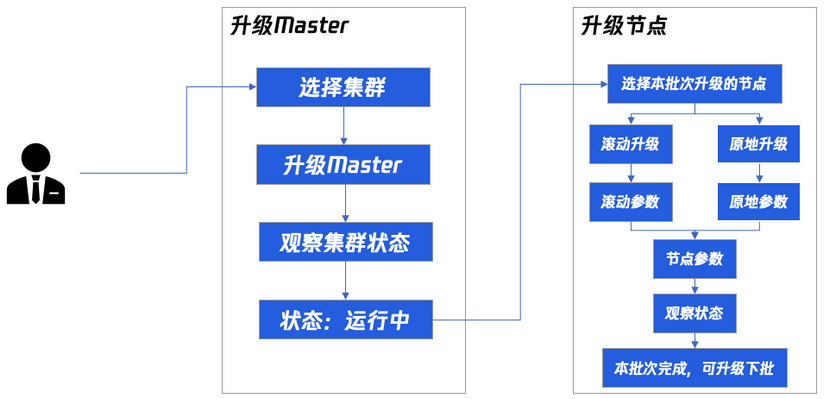 升级Master
选择集群
升级Master
观察集群状态
状态：运行中
升级节点
选择本批次升级的节点
滚动升级
原地升级
滚动参数
原地参数
节点参数
观察状态
本批次完成，可升级下批